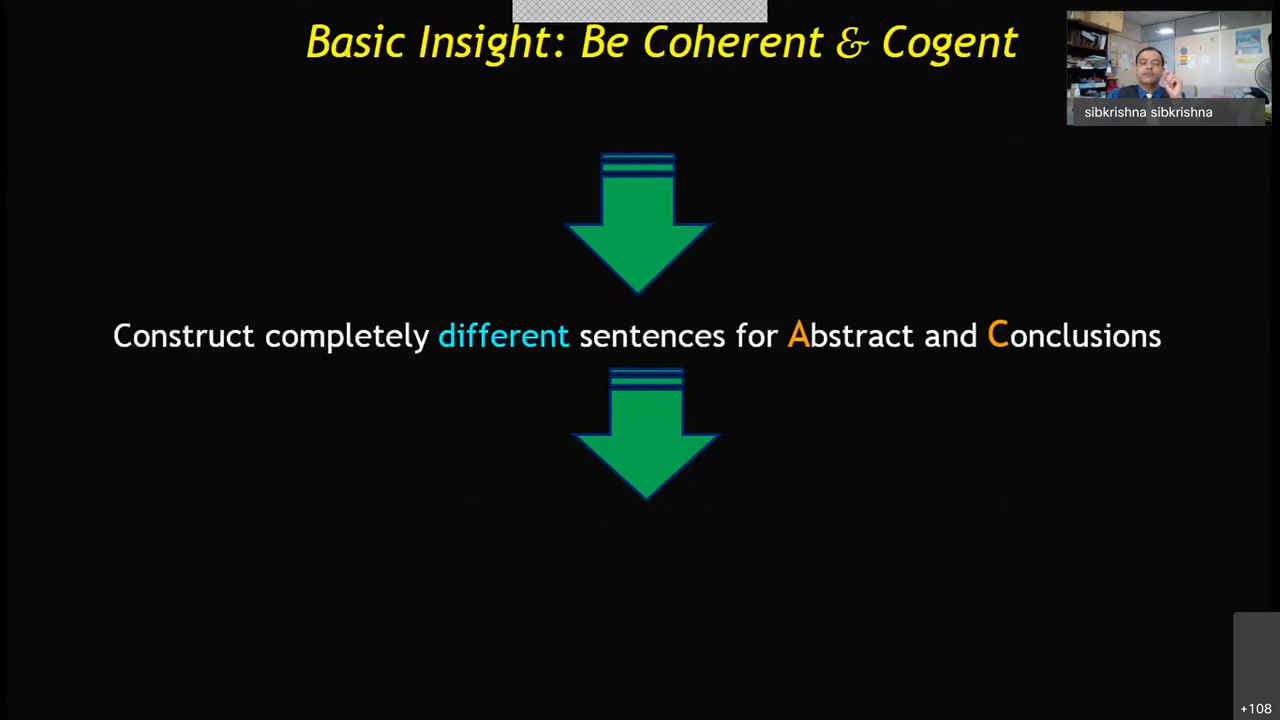 Basic Insight: Be Coherent & Cogent
sibkrishna sibkrishna
Construct completely different sentences for Abstract and Conclusions
+108